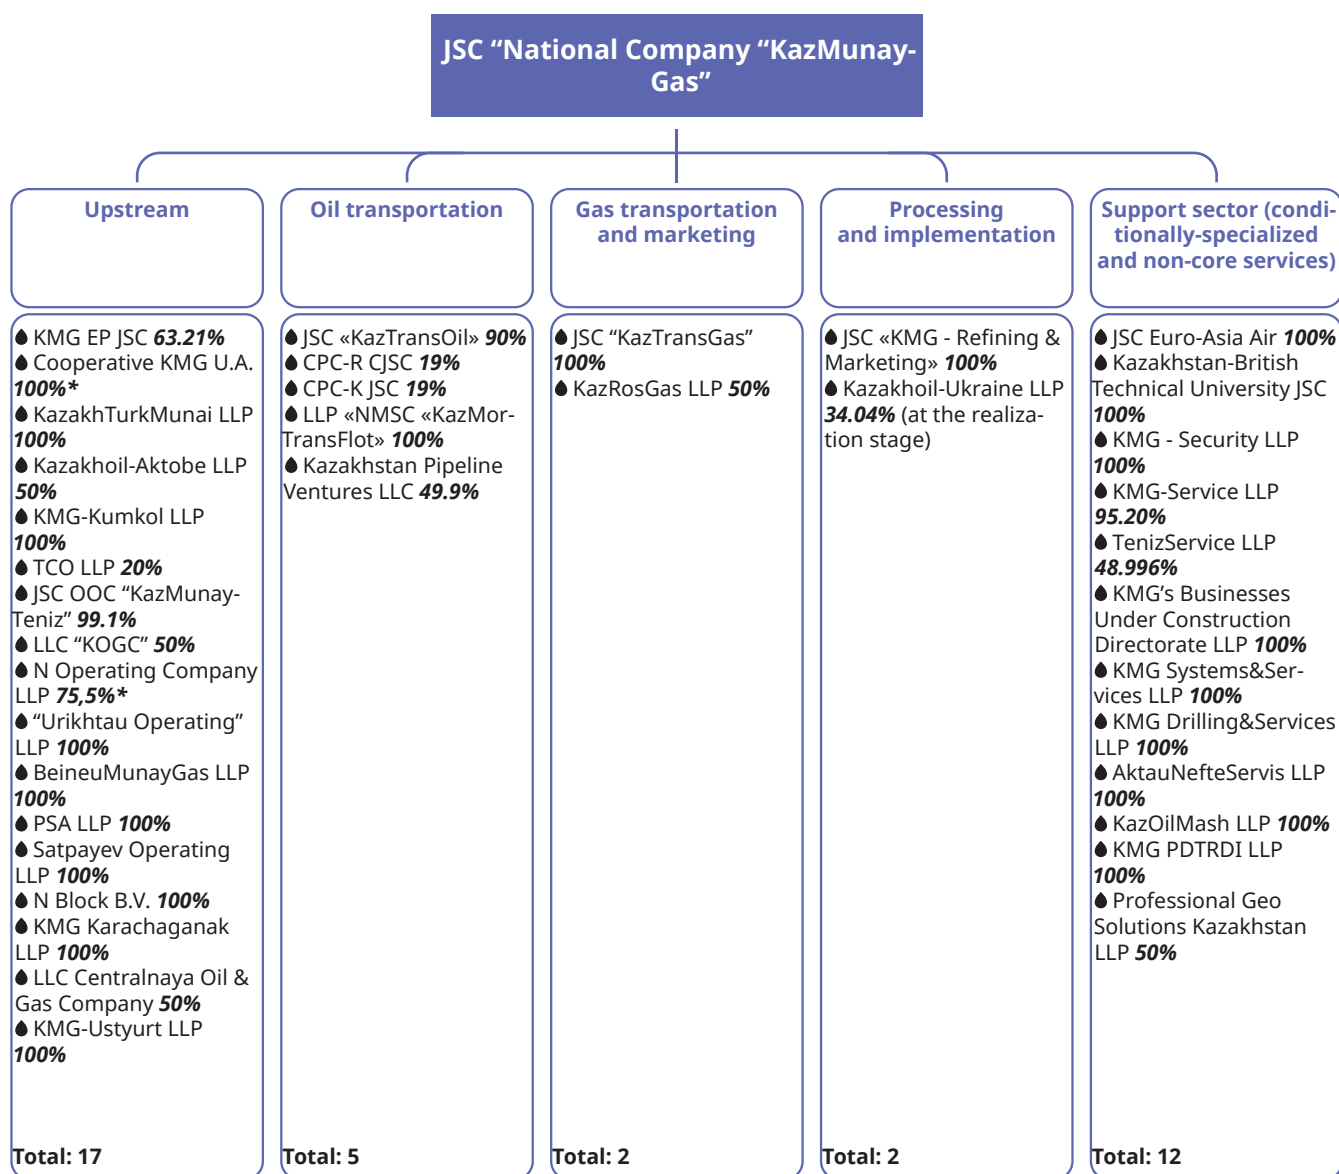 JSC “National Company “KazMunay-
Gas”
Upstream
Oil transportation
Gas transportation
and marketing
Processing
and implementation
Support sector (condi-
tionally-specialized
and non-core services)
KMG EP JSC 63.21%
Cooperative KMG U.A.
100%*
KazakhTurkMunai LLP
100%
Kazakhoil-Aktobe LLP
50%
KMG-Kumkol LLP
100%
TCO LLP 20%
JSC OOC “KazMunay-
Teniz” 99.1%
LLC “KOGC” 50%
N Operating Company
LLP 75,5%*
“Urikhtau Operating”
LLP 100%
BeineuMunayGas LLP
100%
PSA LLP 100%
Satpayev Operating
LLP 100%
N Block B.V. 100%
KMG Karachaganak
LLP 100%
LLC Centralnaya Oil &
Gas Company 50%
KMG-Ustyurt LLP
100%
Total: 17
JSC «KazTransOil» 90%
CPC-R CJSC 19%
CPC-K JSC 19%
LLP «NMSC «KazMor-
TransFlot» 100%
Kazakhstan Pipeline
Ventures LLC 49.9%
Total: 5
JSC “KazTransGas”
100%
KazRosGas LLP 50%
Total: 2
JSC «KMG - Refining &
Marketing» 100%
Kazakhoil-Ukraine LLP
34.04% (at the realiza-
tion stage)
Total: 2
JSC Euro-Asia Air 100%
Kazakhstan-British
Technical University JSC
100%
KMG - Security LLP
100%
KMG-Service LLP
95.20%
TenizService LLP
48.996%
KMG’s Businesses
Under Construction
Directorate LLP 100%
KMG Systems&Ser-
vices LLP 100%
KMG Drilling&Services
LLP 100%
AktauNefteServis LLP
100%
KazOilMash LLP 100%
KMG PDTRDI LLP
100%
Professional Geo
Solutions Kazakhstan
LLP 50%
Total: 12